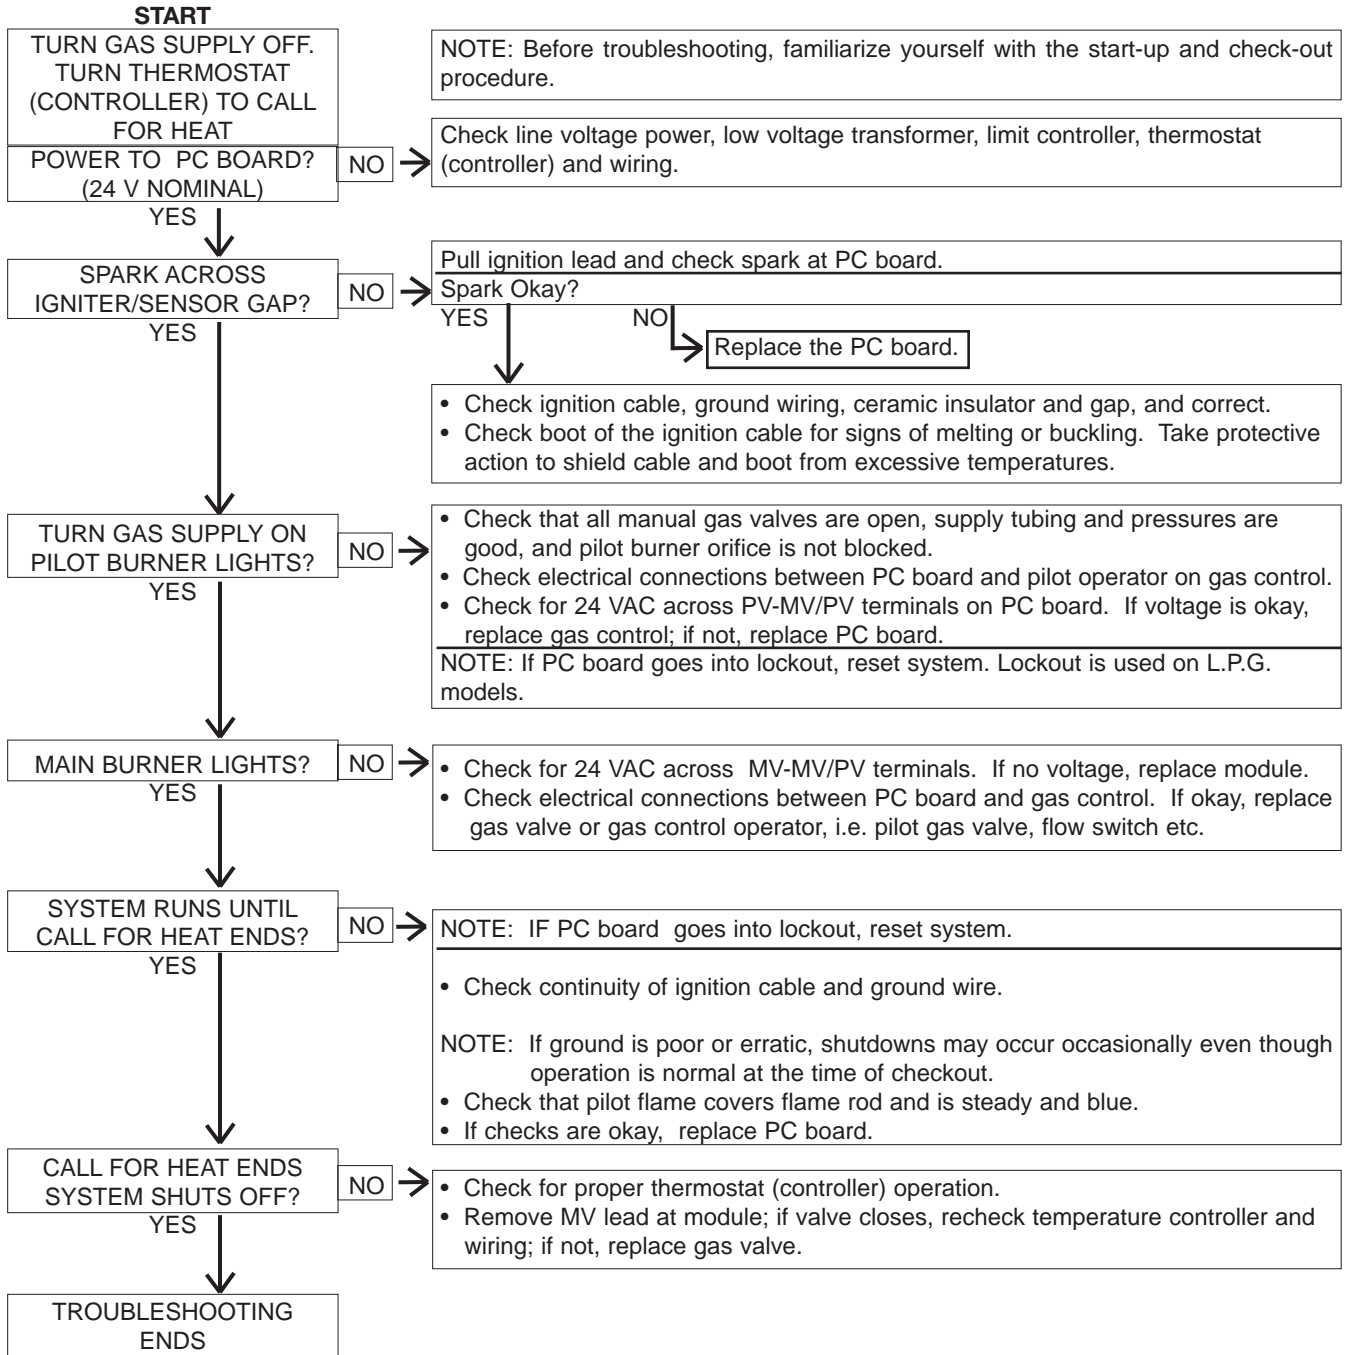 START
TURN GAS SUPPLY OFF.
TURN THERMOSTAT
(CONTROLLER) TO CALL
FOR HEAT
NOTE: Before troubleshooting, familiarize yourself with the start-up and check-out
procedure.
POWER TO PC BOARD?
(24 V NOMINAL)
NO
Check line voltage power, low voltage transformer, limit controller, thermostat
(controller) and wiring.
YES
SPARK ACROSS
IGNITER/SENSOR GAP?
NO
Pull ignition lead and check spark at PC board.
Spark Okay?
YES
NO
Replace the PC board.
• Check ignition cable, ground wiring, ceramic insulator and gap, and correct.
• Check boot of the ignition cable for signs of melting or buckling. Take protective
action to shield cable and boot from excessive temperatures.
YES
TURN GAS SUPPLY ON
PILOT BURNER LIGHTS?
NO
• Check that all manual gas valves are open, supply tubing and pressures are
good, and pilot burner orifice is not blocked.
• Check electrical connections between PC board and pilot operator on gas control.
• Check for 24 VAC across PV-MV/PV terminals on PC board. If voltage is okay,
replace gas control; if not, replace PC board.
NOTE: If PC board goes into lockout, reset system. Lockout is used on L.P.G.
models.
YES
MAIN BURNER LIGHTS?
NO
• Check for 24 VAC across MV-MV/PV terminals. If no voltage, replace module.
• Check electrical connections between PC board and gas control. If okay, replace
gas valve or gas control operator, i.e. pilot gas valve, flow switch etc.
YES
SYSTEM RUNS UNTIL
CALL FOR HEAT ENDS?
NO
NOTE: IF PC board goes into lockout, reset system.
• Check continuity of ignition cable and ground wire.
NOTE: If ground is poor or erratic, shutdowns may occur occasionally even though
operation is normal at the time of checkout.
• Check that pilot flame covers flame rod and is steady and blue.
• If checks are okay, replace PC board.
YES
CALL FOR HEAT ENDS
SYSTEM SHUTS OFF?
NO
• Check for proper thermostat (controller) operation.
• Remove MV lead at module; if valve closes, recheck temperature controller and
wiring; if not, replace gas valve.
YES
TROUBLESHOOTING
ENDS